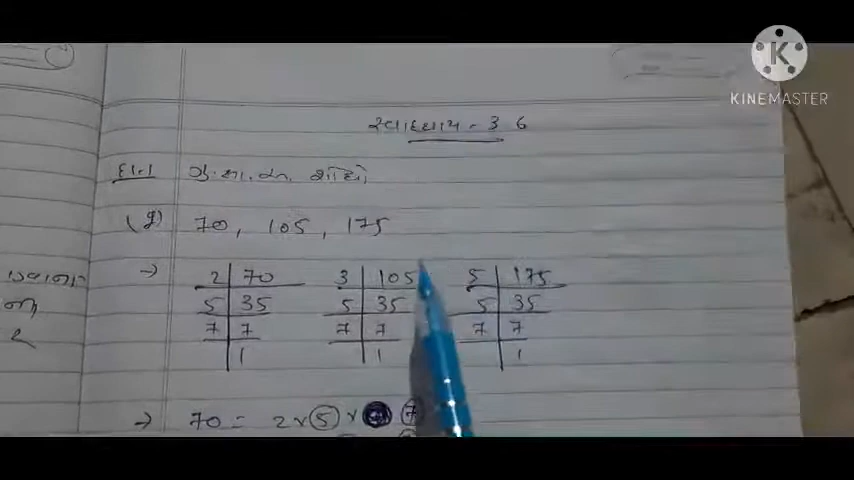 KINEMASTER
સ્વાધ્યાય - 3 6
દા.1 ગુ.સા.અ. શોધો
(g) 70, 105, 175
→ 2 70 3 105 5 175
5 35 5 35 5 35
7 7 7 7 7 7
1 1 1
→ 70 = 2 × 5 × 7